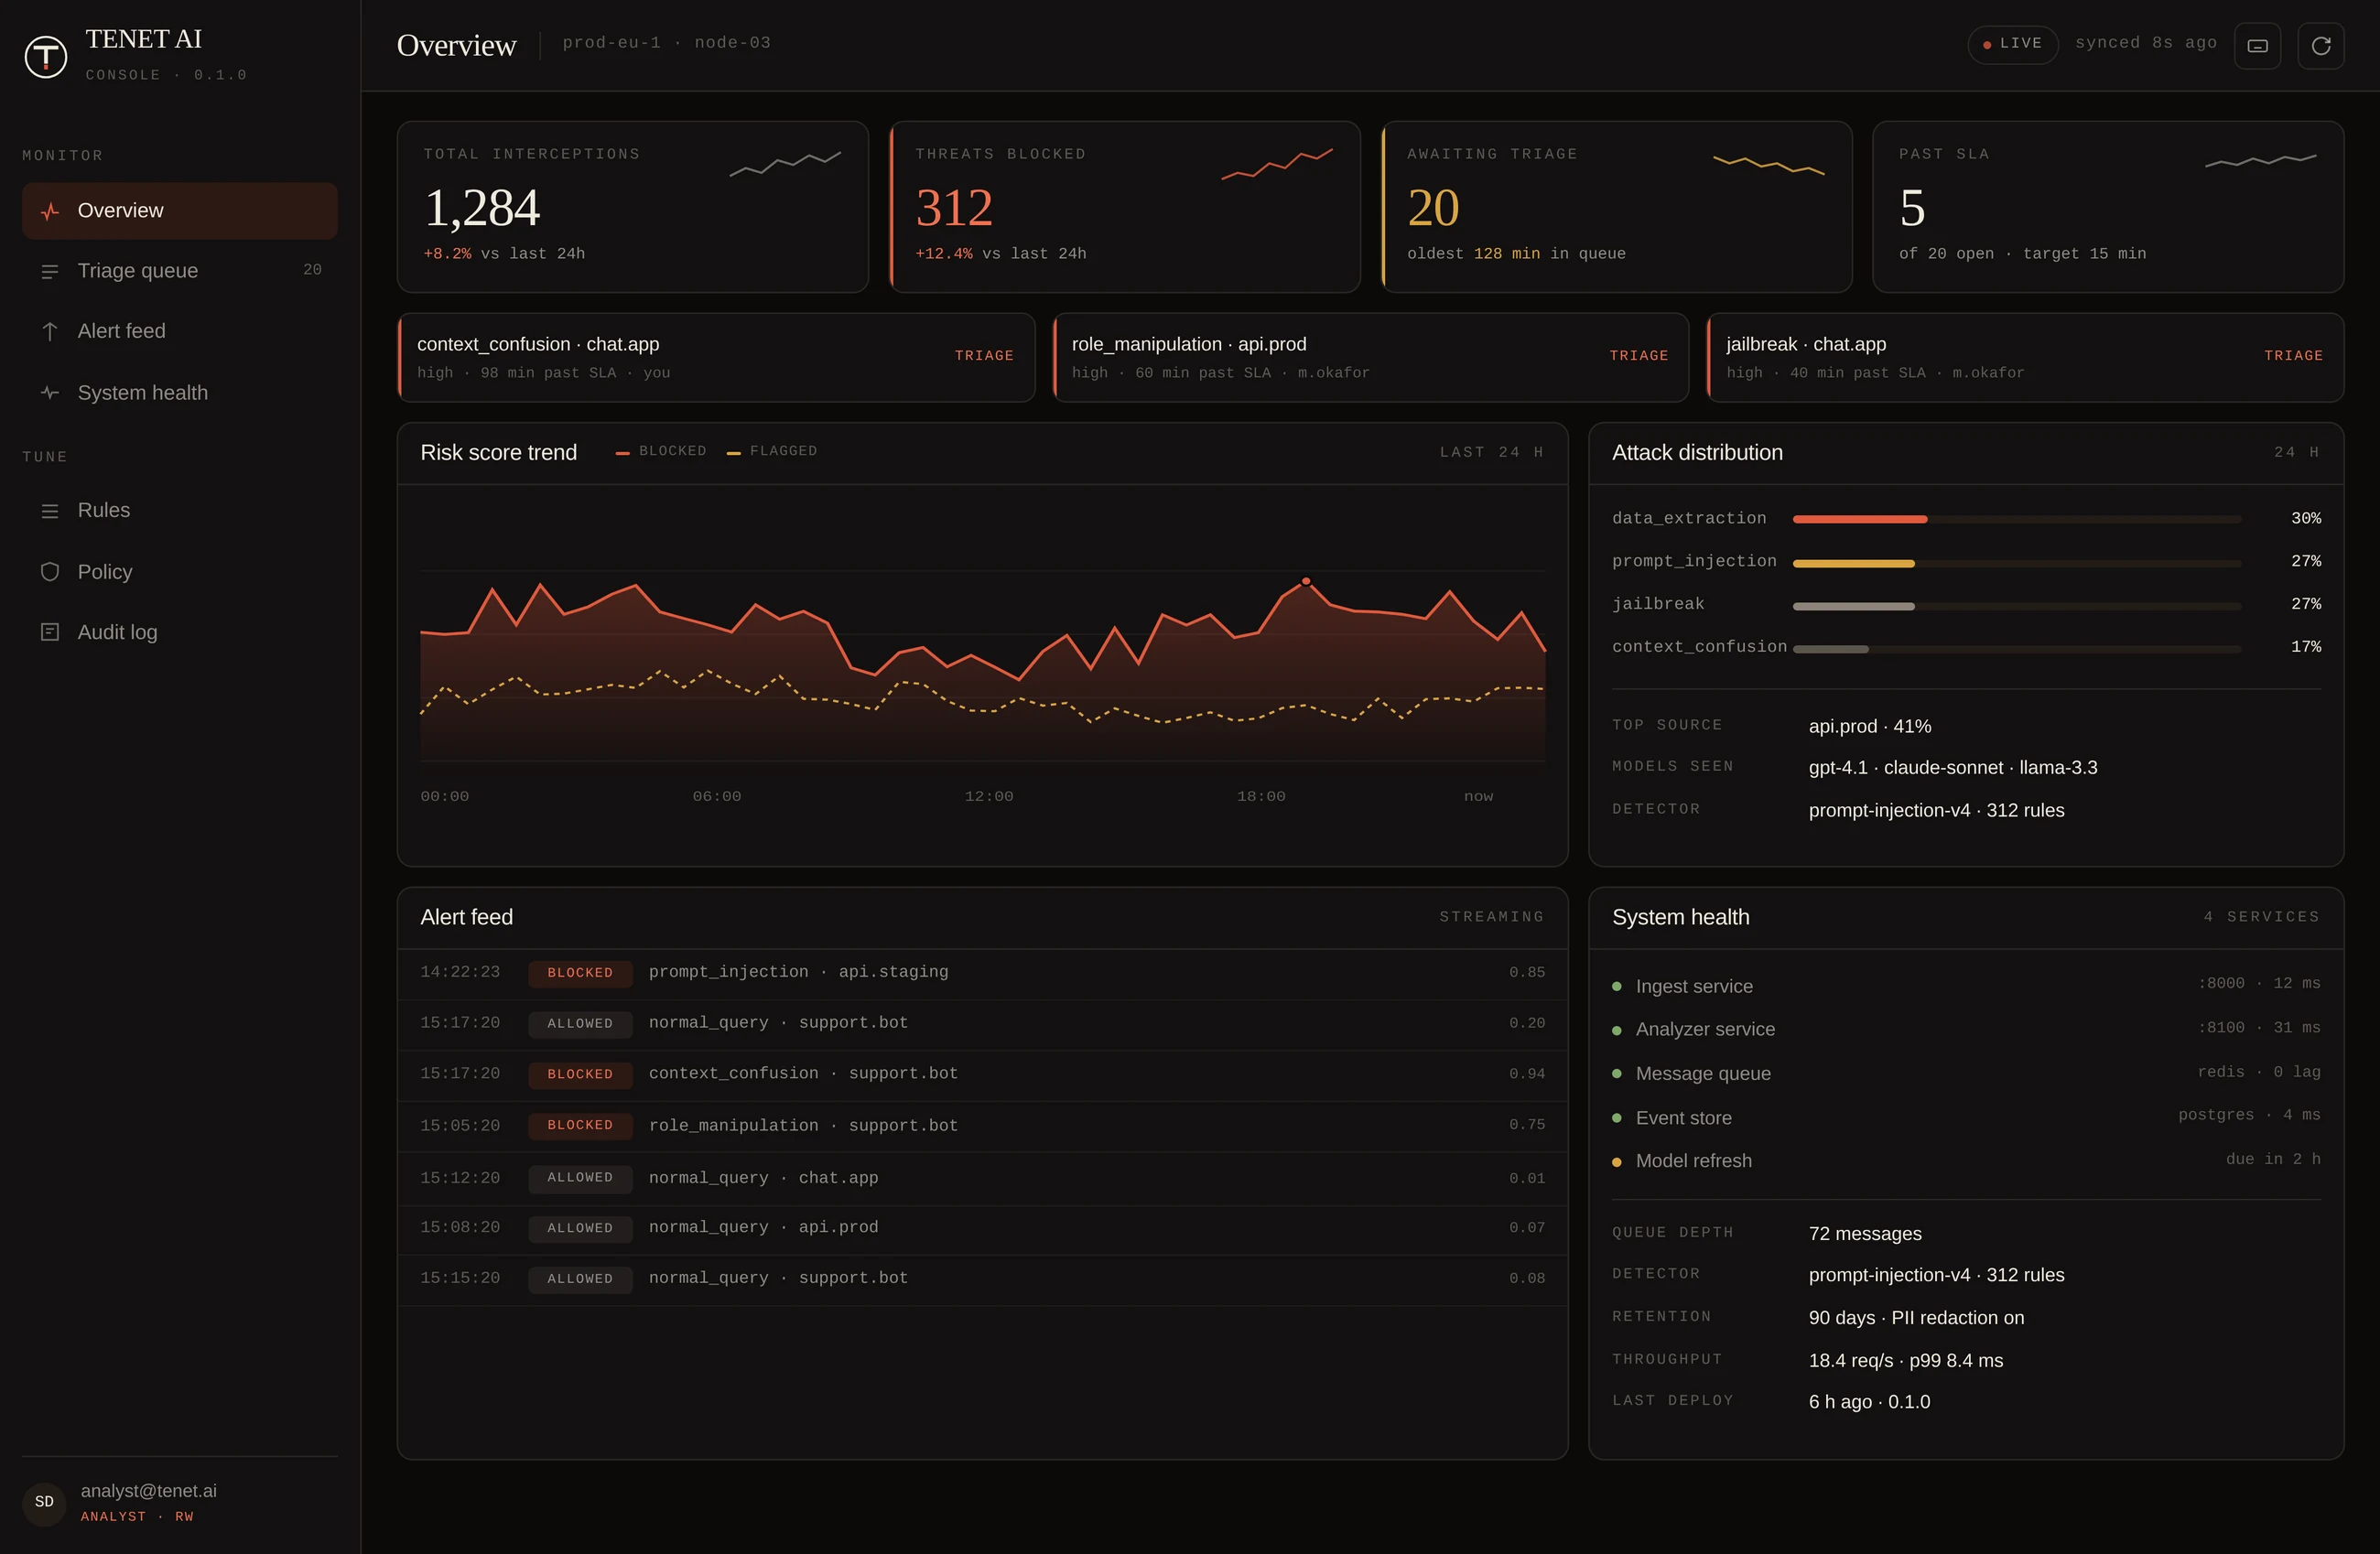 TENET AI
CONSOLE · 0.1.0
MONITOR
Overview
Triage queue 20
Alert feed
System health
TUNE
Rules
Policy
Audit log
SD
analyst@tenet.ai
ANALYST · RW
Overview prod-eu-1 · node-03
LIVE synced 8s ago
TOTAL INTERCEPTIONS
1,284
+8.2% vs last 24h
THREATS BLOCKED
312
+12.4% vs last 24h
AWAITING TRIAGE
20
oldest 128 min in queue
PAST SLA
5
of 20 open · target 15 min
context_confusion · chat.app
high · 98 min past SLA · you
TRIAGE
role_manipulation · api.prod
high · 60 min past SLA · m.okafor
TRIAGE
jailbreak · chat.app
high · 40 min past SLA · m.okafor
TRIAGE
Risk score trend BLOCKED FLAGGED LAST 24 H
00:00 06:00 12:00 18:00 now
Attack distribution 24 H
data_extraction 30%
prompt_injection 27%
jailbreak 27%
context_confusion 17%
TOP SOURCE api.prod · 41%
MODELS SEEN gpt-4.1 · claude-sonnet · llama-3.3
DETECTOR prompt-injection-v4 · 312 rules
Alert feed STREAMING
14:22:23 BLOCKED prompt_injection · api.staging 0.85
15:17:20 ALLOWED normal_query · support.bot 0.20
15:17:20 BLOCKED context_confusion · support.bot 0.94
15:05:20 BLOCKED role_manipulation · support.bot 0.75
15:12:20 ALLOWED normal_query · chat.app 0.01
15:08:20 ALLOWED normal_query · api.prod 0.07
15:15:20 ALLOWED normal_query · support.bot 0.08
System health 4 SERVICES
Ingest service :8000 · 12 ms
Analyzer service :8100 · 31 ms
Message queue redis · 0 lag
Event store postgres · 4 ms
Model refresh due in 2 h
QUEUE DEPTH 72 messages
DETECTOR prompt-injection-v4 · 312 rules
RETENTION 90 days · PII redaction on
THROUGHPUT 18.4 req/s · p99 8.4 ms
LAST DEPLOY 6 h ago · 0.1.0